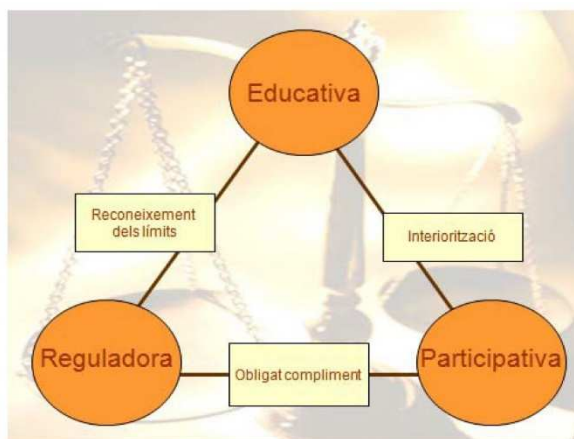 Educativa
Reconeixement
dels límits
Interiorització
Reguladora
Obligat compliment
Participativa